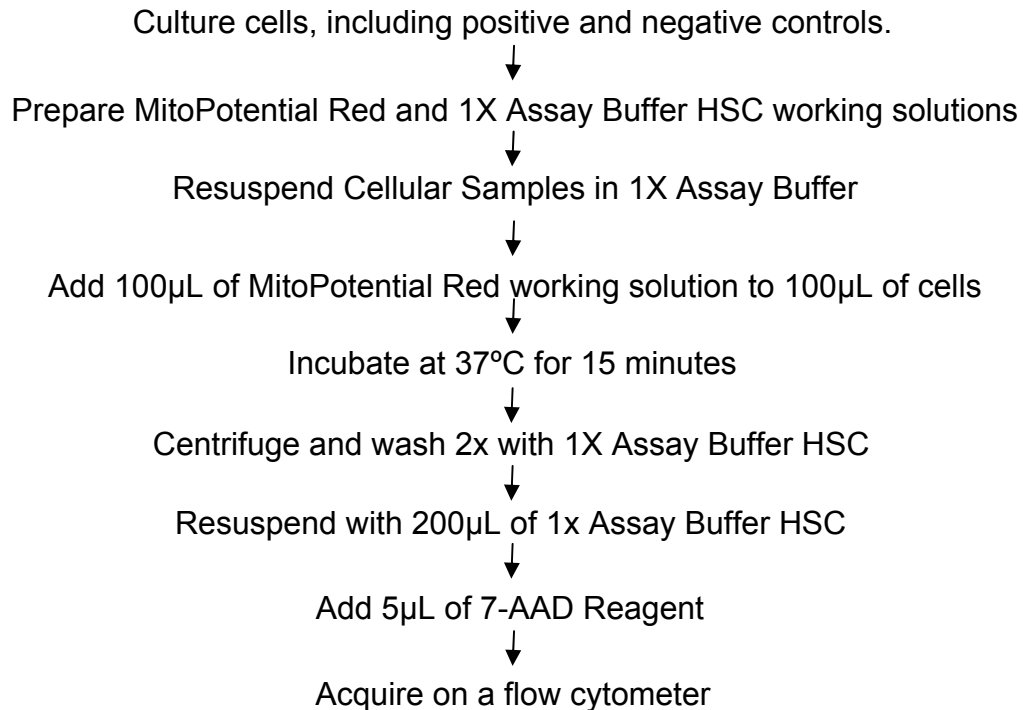 Culture cells, including positive and negative controls.
Prepare MitoPotential Red and 1X Assay Buffer HSC working solutions
Resuspend Cellular Samples in 1X Assay Buffer
Add 100µL of MitoPotential Red working solution to 100µL of cells
Incubate at 37ºC for 15 minutes
Centrifuge and wash 2x with 1X Assay Buffer HSC
Resuspend with 200µL of 1x Assay Buffer HSC
Add 5µL of 7-AAD Reagent
Acquire on a flow cytometer